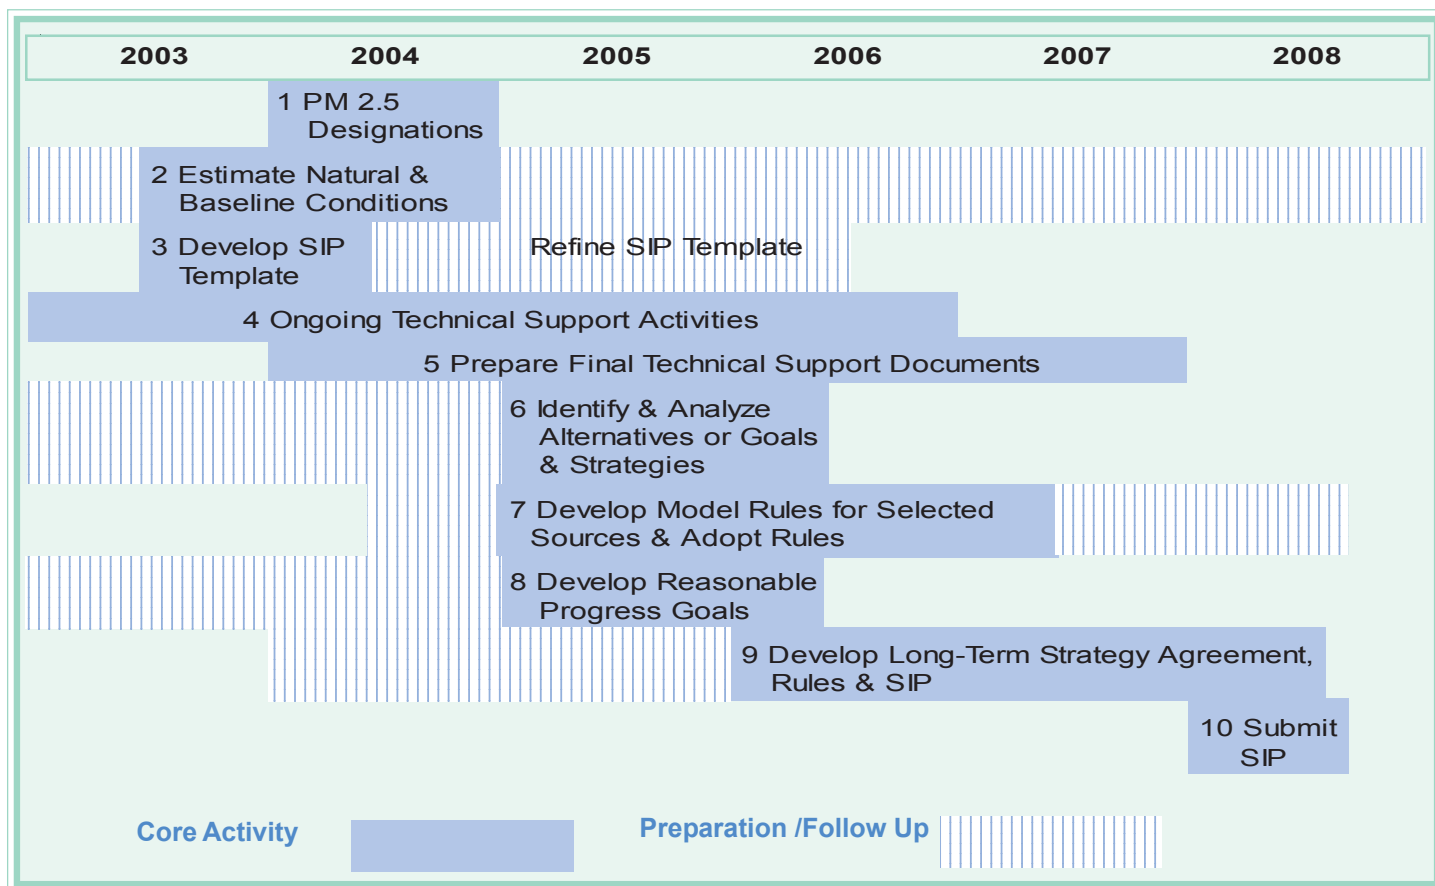 2003 2004 2005 2006 2007 2008
1 PM 2.5
Designations
2 Estimate Natural &
Baseline Conditions
3 Develop SIP
Template
Refine SIP Template
4 Ongoing Technical Support Activities
5 Prepare Final Technical Support Documents
6 Identify & Analyze
Alternatives or Goals
& Strategies
7 Develop Model Rules for Selected
Sources & Adopt Rules
8 Develop Reasonable
Progress Goals
9 Develop Long-Term Strategy Agreement,
Rules & SIP
10 Submit
SIP
Core Activity
Preparation /Follow Up